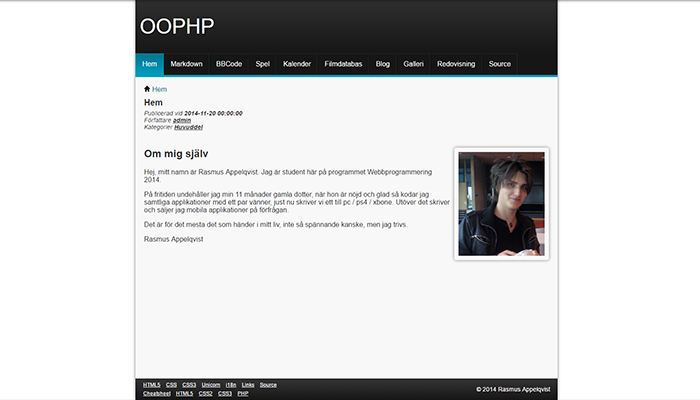 OOPHP
Hem Markdown BBCode Spel Kalender Filmdatabas Blog Galleri Redovisning Source
Hem
Hem
Publicerad vid 2014-11-20 00:00:00
Författare admin
Kategorier Huvuddel
Om mig själv
Hej, mitt namn är Rasmus Appelqvist. Jag är student här på programmet Webbprogrammering
2014.
På fritiden undehåller jag min 11 månader gamla dotter, när hon är nöjd och glad så kodar jag
samtliga applikationer med ett par vänner, just nu skriver vi ett till pc / ps4 / xbone. Utöver det skriver
och säljer jag mobila applikationer på förfrågan.
Det är för det mesta det som händer i mitt liv, inte så spännande kanske, men jag trivs.
Rasmus Appelqvist
HTML5 CSS CSS3 Unicorn i18n Links Source
Cheatsheet HTML5 CSS2 CSS3 PHP
© 2014 Rasmus Appelqvist